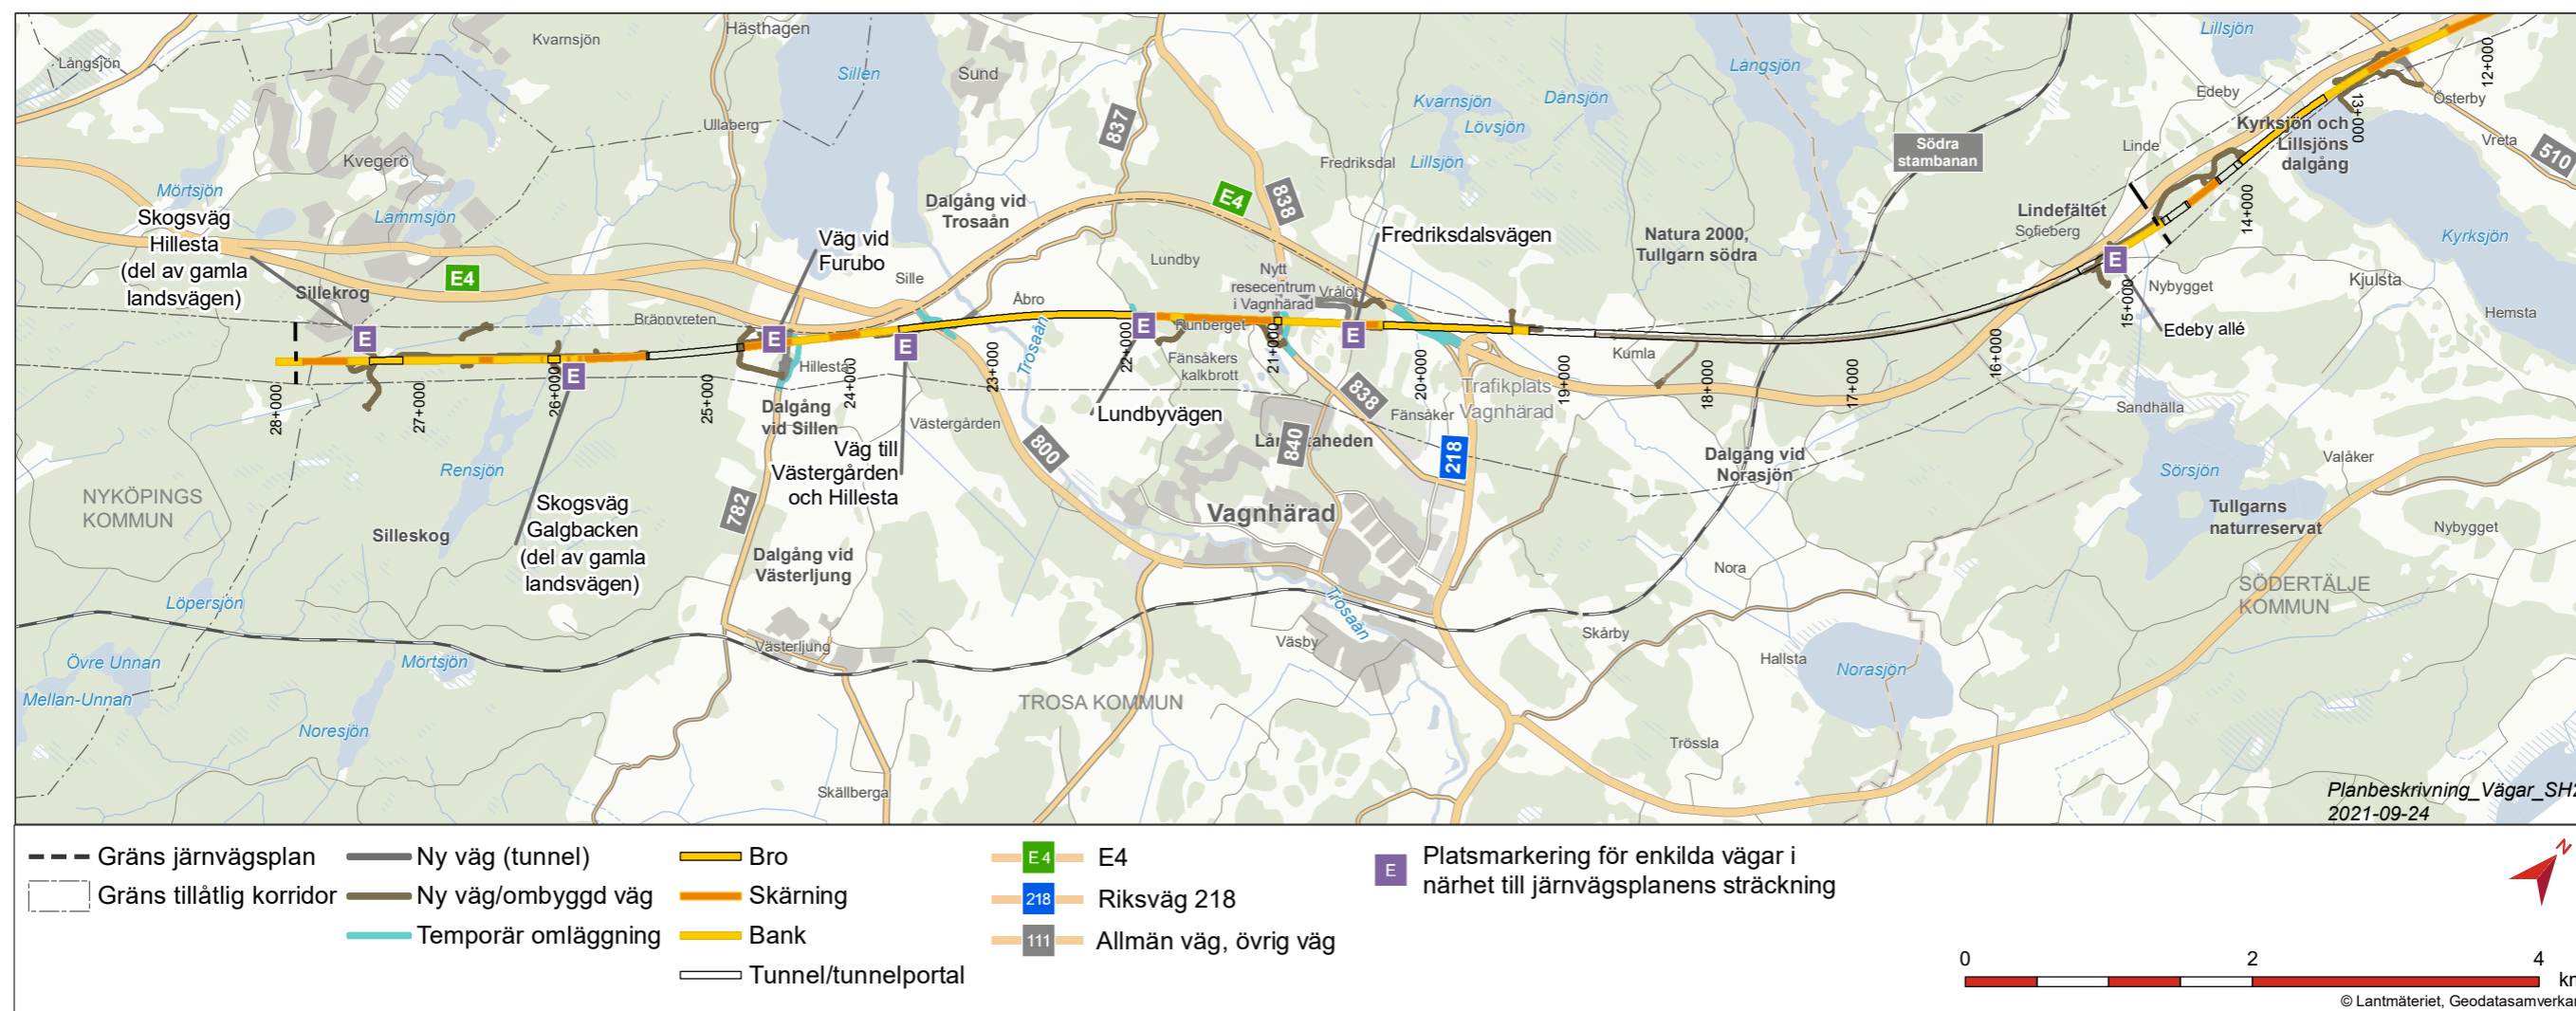 Hästhagen
Kvarnsjön
Långsjön
Sillen
Sund
Ullaberg
837
Kvegerö
Mörtsjön
Lammsjön
Skogsväg
Hillesta
(del av gamla
landsvägen)
Sillekrog
E4
Dalgång vid
Trosaån
Väg vid
Furubo
Sille
Åbro
Brännvreten
E4
838
Lundby
Nytt
resecentrum
i Vagnhärad
Vrålöt
Kvarnsjön
Dånsjön
Lövsjön
Lillsjön
Fredriksdal
Fredriksdalsvägen
Långsjön
Natura 2000,
Tullgarn södra
Södra
stambanan
Lillsjön
Edeby
Österby
Kyrksjön och
Lillsjöns
dalgång
Linde
Vreta
510
Lindefältet
Sofieberg
Kyrksjön
Kjulsta
Nybygget
Hemsta
Edeby allé
12+000
13+000
14+000
15+000
16+000
17+000
18+000
19+000
20+000
21+000
22+000
23+000
24+000
25+000
26+000
27+000
28+000
E
E
E
E
E
E
E
Trosaån
Runberget
Fänsåkers
kalkbrott
Kumla
Trafikplats
Vagnhärad
Hillesta
Dalgång
vid Sillen
Västergården
Lundbyvägen
838
Fänsåker
Sandhälla
Väg till
Västergården
och Hillesta
800
840
218
Dalgång vid
Norasjön
Sörsjön
Valåker
Rensjön
NYKÖPINGS
KOMMUN
Silleskog
Skogsväg
Galgbacken
(del av gamla
landsvägen)
782
Vagnhärad
Tullgarns
naturreservat
Nybygget
Dalgång vid
Västerljung
Nora
SÖDERTÄLJE
KOMMUN
Löpersjön
Trosaån
Skårby
Västerljung
Väsby
Hallsta
Norasjön
Övre Unnan
Mörtsjön
Mellan-Unnan
TROSA KOMMUN
Noresjön
Trössla
Skällberga
Planbeskrivning_Vägar_SH2
2021-09-24
Gräns järnvägsplan
Gräns tillåtlig korridor
Ny väg (tunnel)
Ny väg/ombyggd väg
Temporär omläggning
Bro
Skärning
Bank
Tunnel/tunnelportal
E4 E4
218 Riksväg 218
111 Allmän väg, övrig väg
E Platsmarkering för enkilda vägar i
närhet till järnvägsplanens sträckning
N
0 2 4
km
© Lantmäteriet, Geodatasamverkan